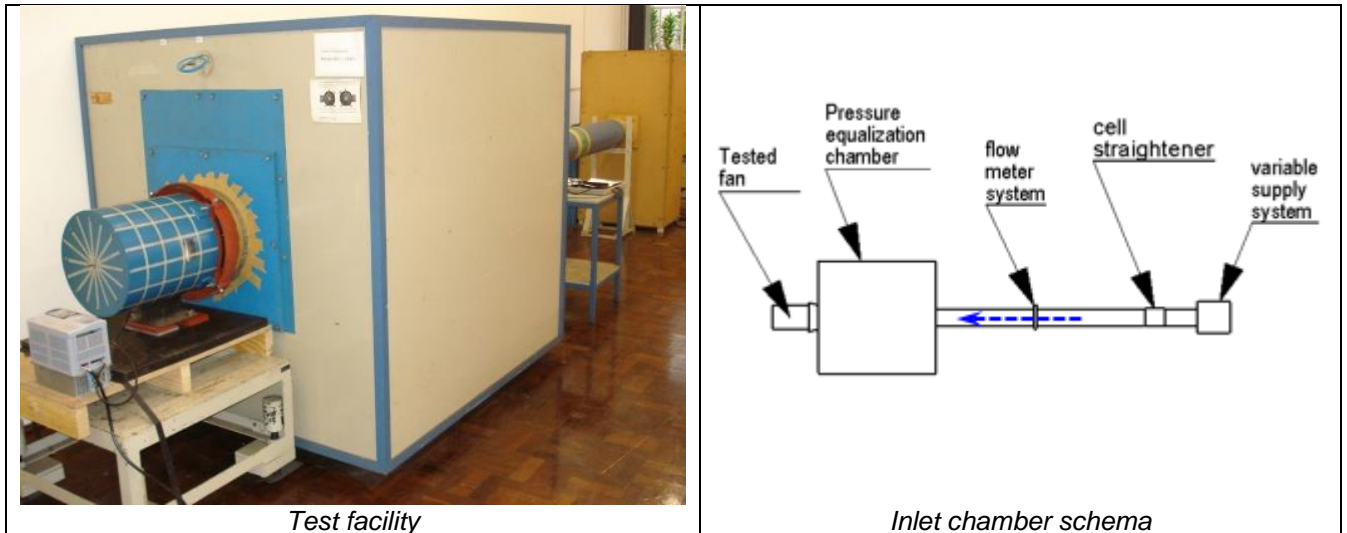 Tested
fan
Pressure
equalization
chamber
flow
meter
system
cell
straightener
variable
supply
system
Test facility
Inlet chamber schema